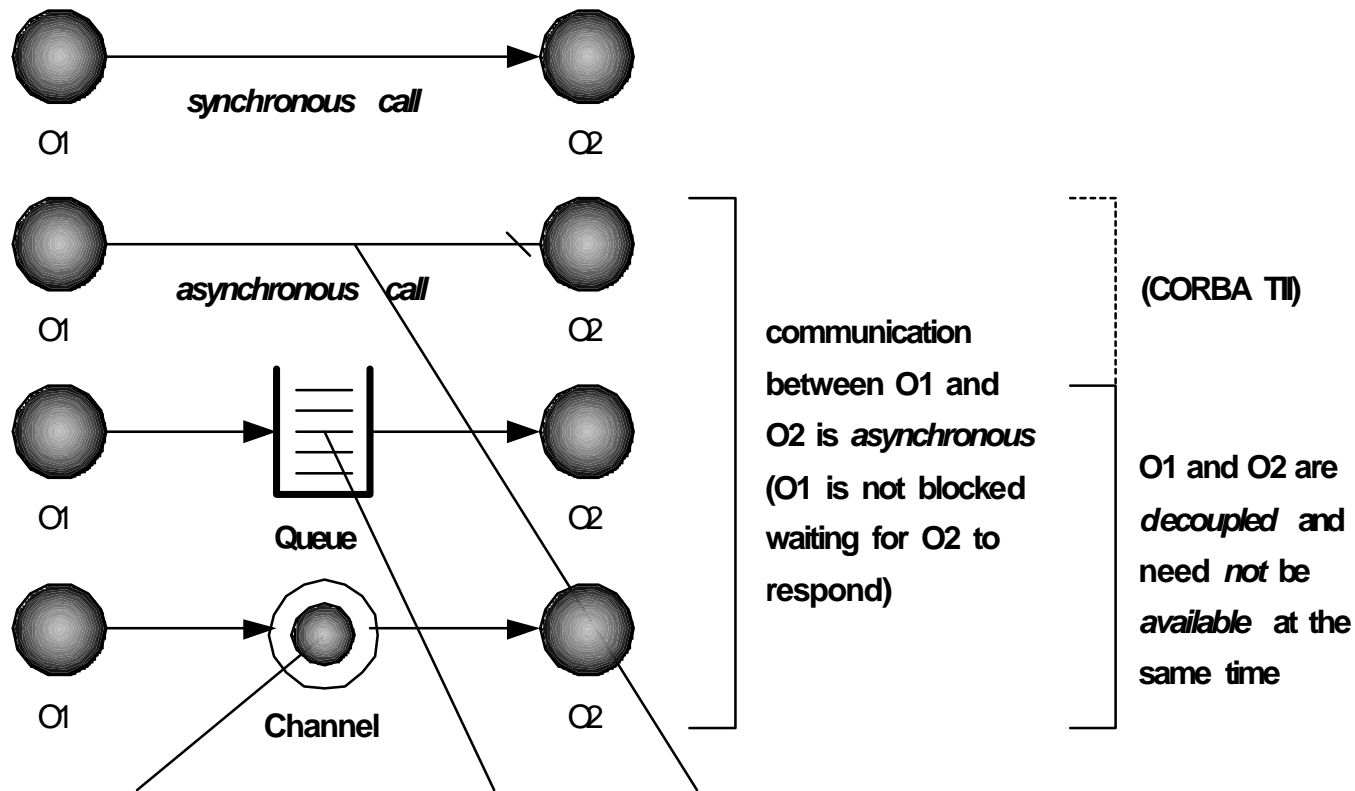 synchronous call
O1
O2
asynchronous call
O1
O2
Queue
O1
O2
Channel
O1
O2
communication
between O1 and
O2 is asynchronous
(O1 is not blocked
waiting for O2 to
respond)
(CORBA TII)
O1 and O2 are
decoupled and
need not be
available at the
same time